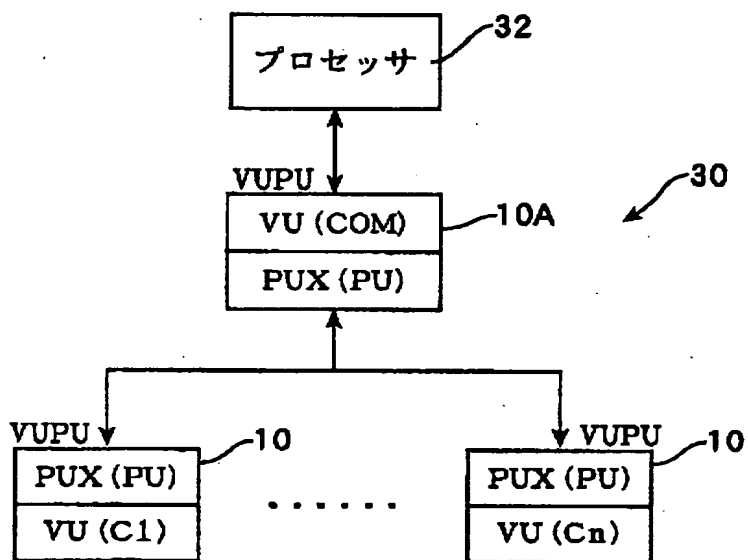 32
プロセッサ
VUPU
30
VU (COM)
10A
PUX (PU)
VUPU
10
VUPU
10
PUX (PU)
PUX (PU)
......
VU (C1)
VU (Cn)